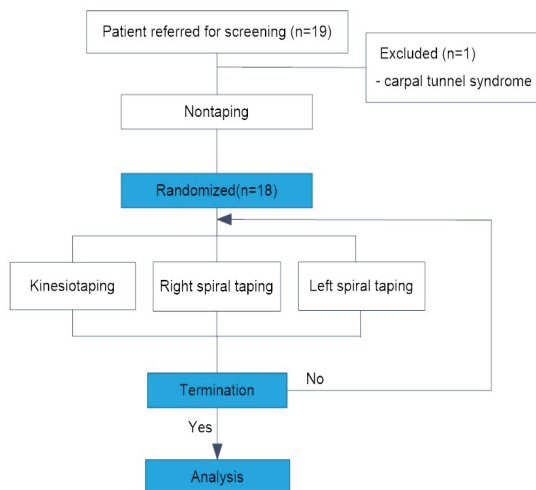 Patient referred for screening (n=19)
Excluded (n=1)
- carpal tunnel syndrome
Nontaping
Randomized(n=18)
Kinesiotaping
Right spiral taping
Left spiral taping
Termination
No
Yes
Analysis